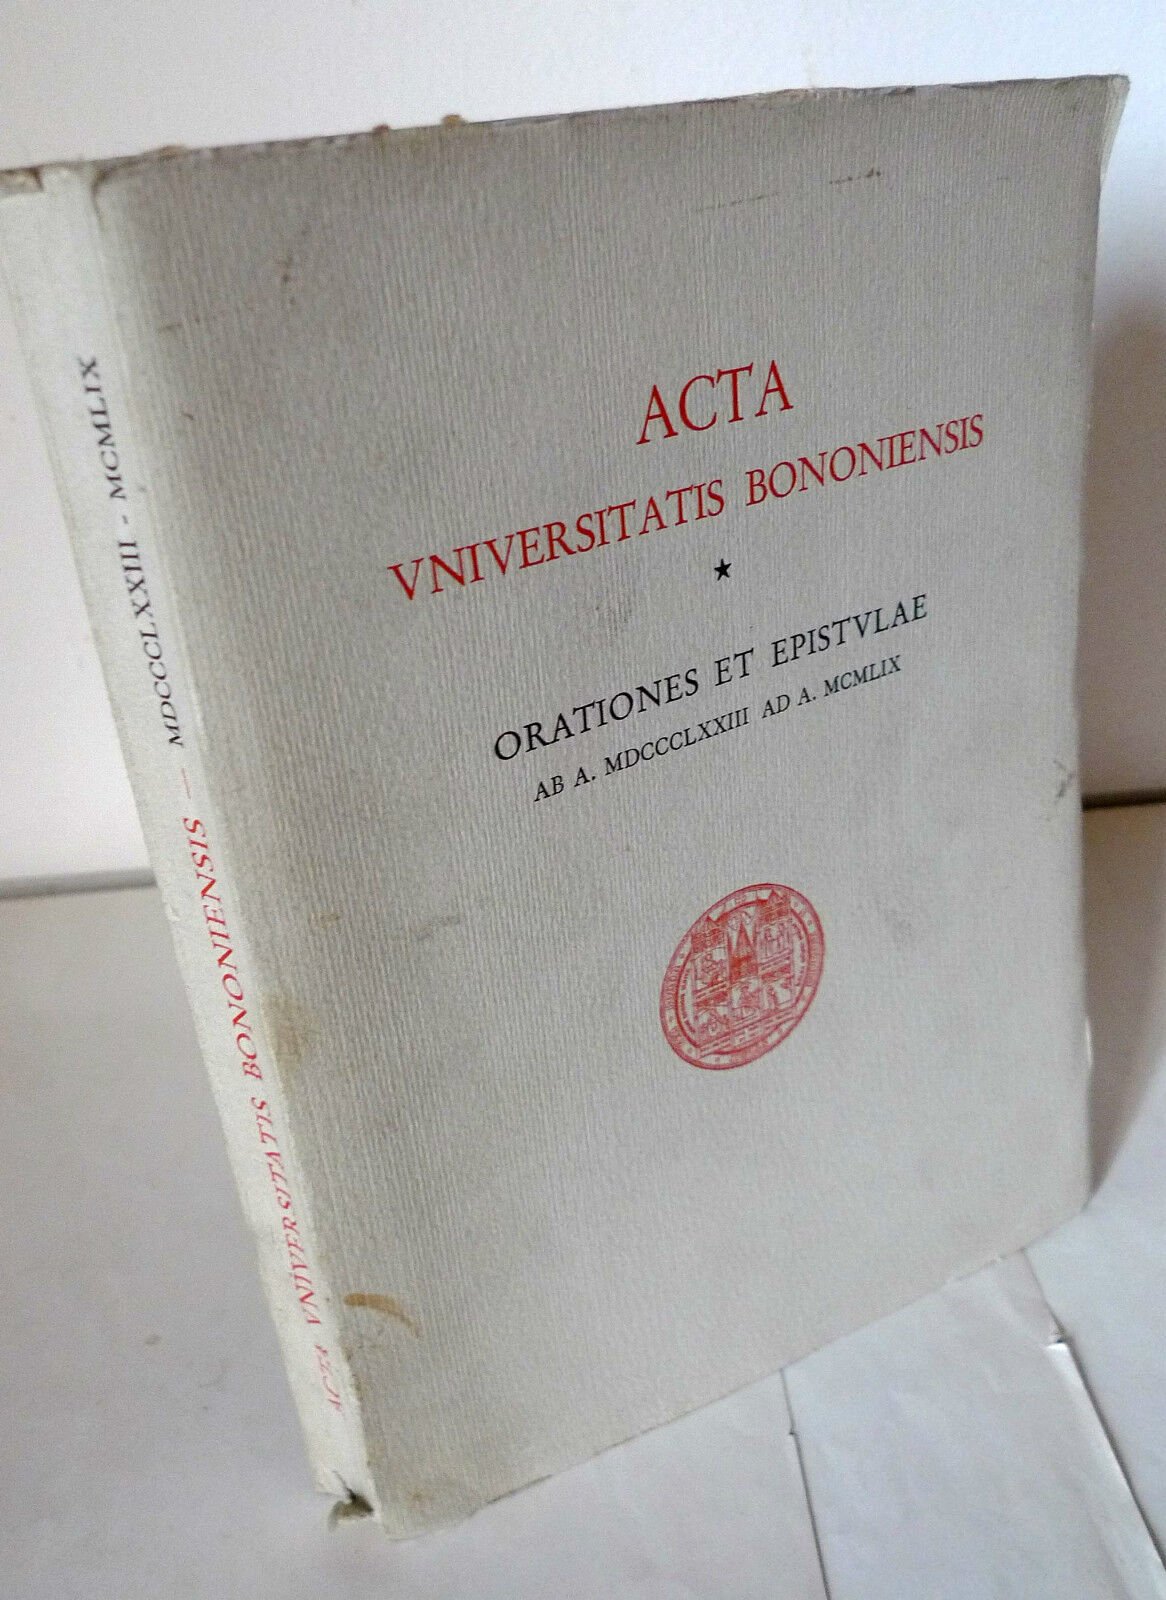 ACTA
VNIVERSITATIS BONONIENSIS
★
ORATIONES ET EPISTVLAE
AB A. MDCCCLXXIII AD A. MCMLIX
ACTA VNIVERSITATIS BONONIENSIS — MDCCCLXXIII - MCMLIX